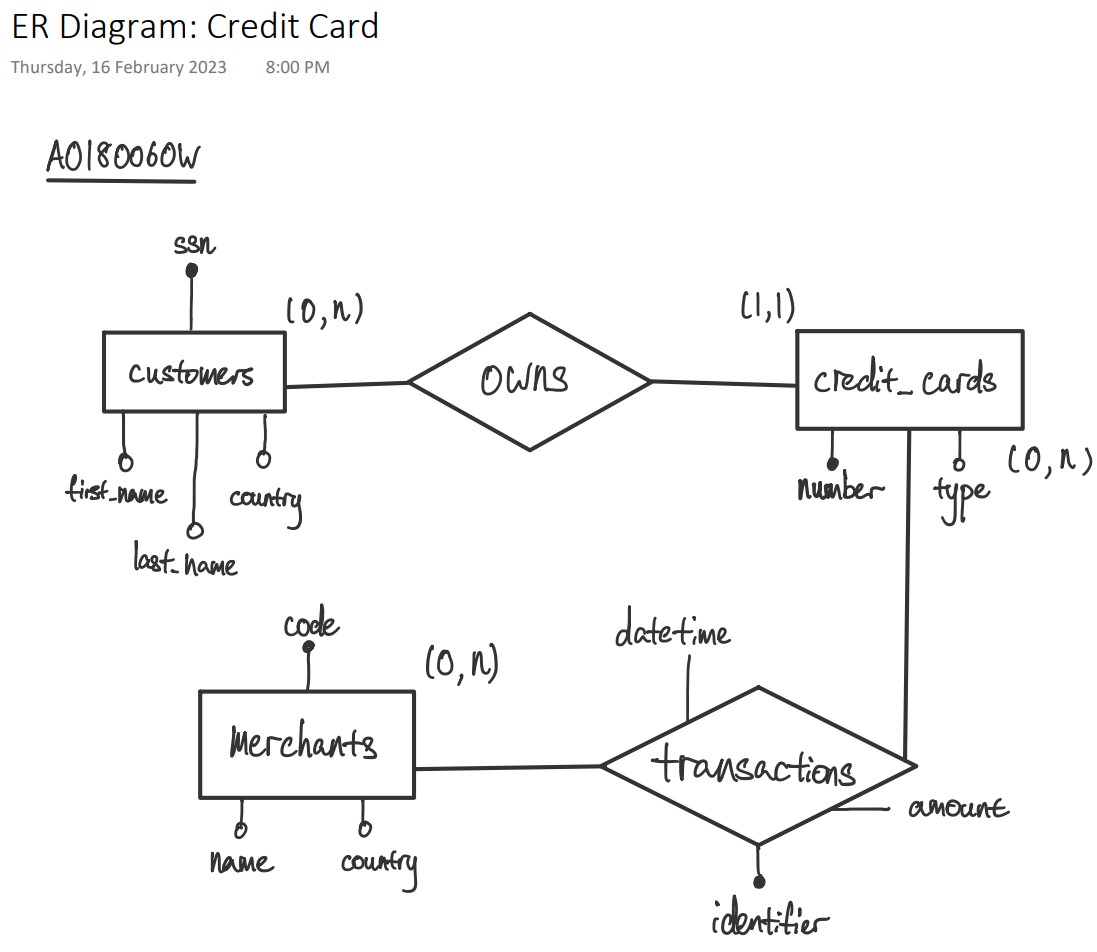 ER Diagram: Credit Card
Thursday, 16 February 2023 8:00 PM
A0180060W
ssn
(0,n)
(1,1)
customers
owns
credit_cards
first_name
country
last_name
number
type
(0,n)
code
(0,n)
datetime
Merchants
transactions
amount
name
country
identifier